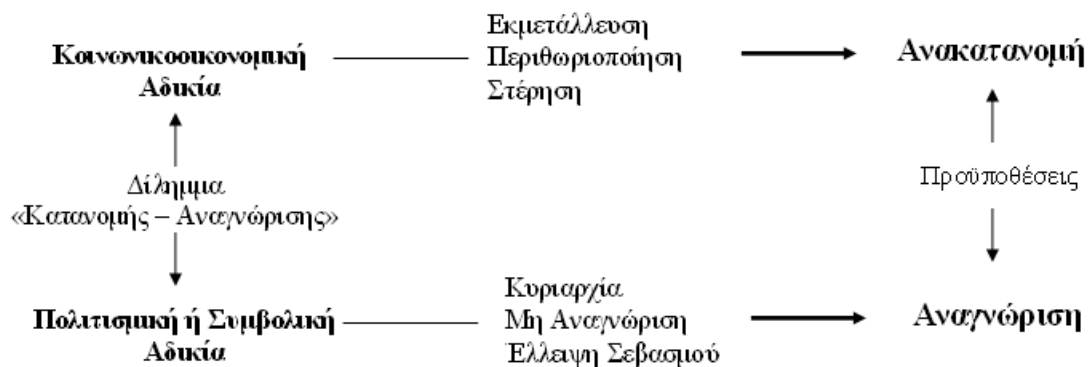 Κοινωνικοοικονομική
Αδικία
Εκμετάλλευση
Περιθωριοποίηση
Στέρηση
Ανακατανομή
Δίλημμα
«Κατανομής – Αναγνώρισης»
Προϋποθέσεις
Πολιτισμική ή Συμβολική
Αδικία
Κυριαρχία
Μη Αναγνώριση
Έλλειψη Σεβασμού
Αναγνώριση